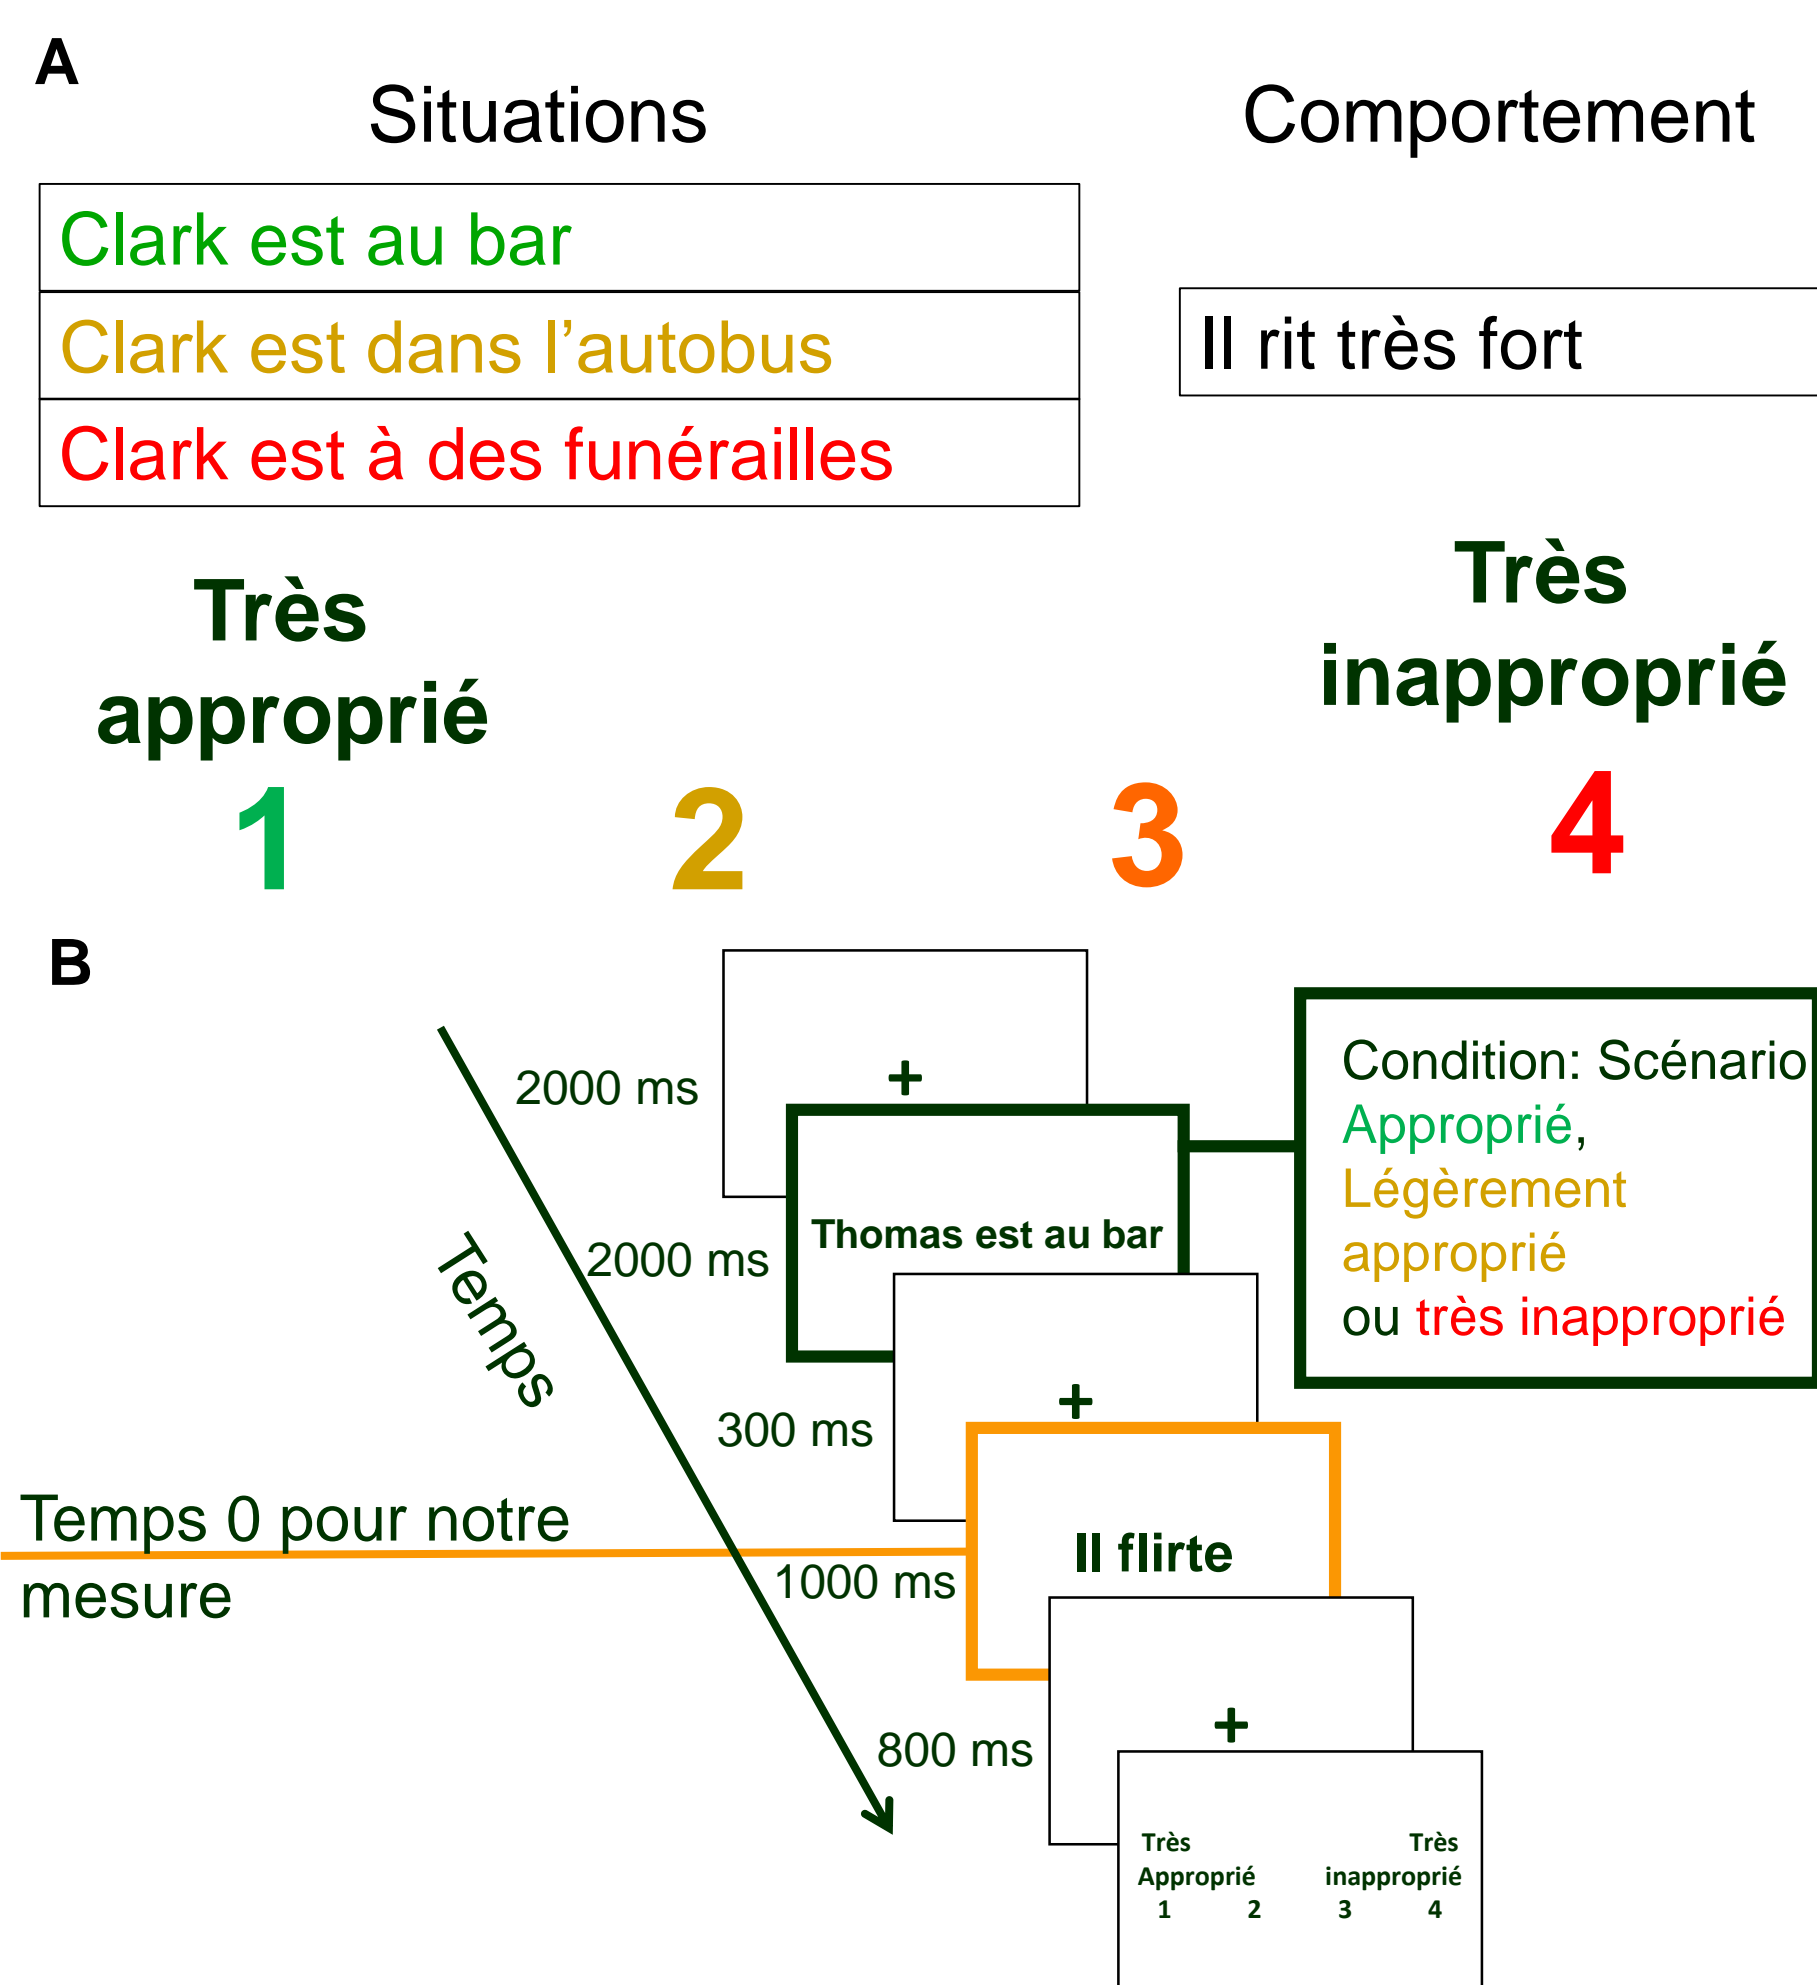 A
Situations
Comportement
Clark est au bar
Clark est dans l’autobus
Clark est à des funérailles
Il rit très fort
Très
approprié
Très
inapproprié
1 2 3 4
B
+
2000 ms
Thomas est au bar
2000 ms
Condition: Scénario
Approprié,
Légèrement
approprié
ou très inapproprié
Temps
+
300 ms
Temps 0 pour notre
mesure
Il flirte
1000 ms
+
800 ms
Très Très
Approprié inapproprié
1 2 3 4